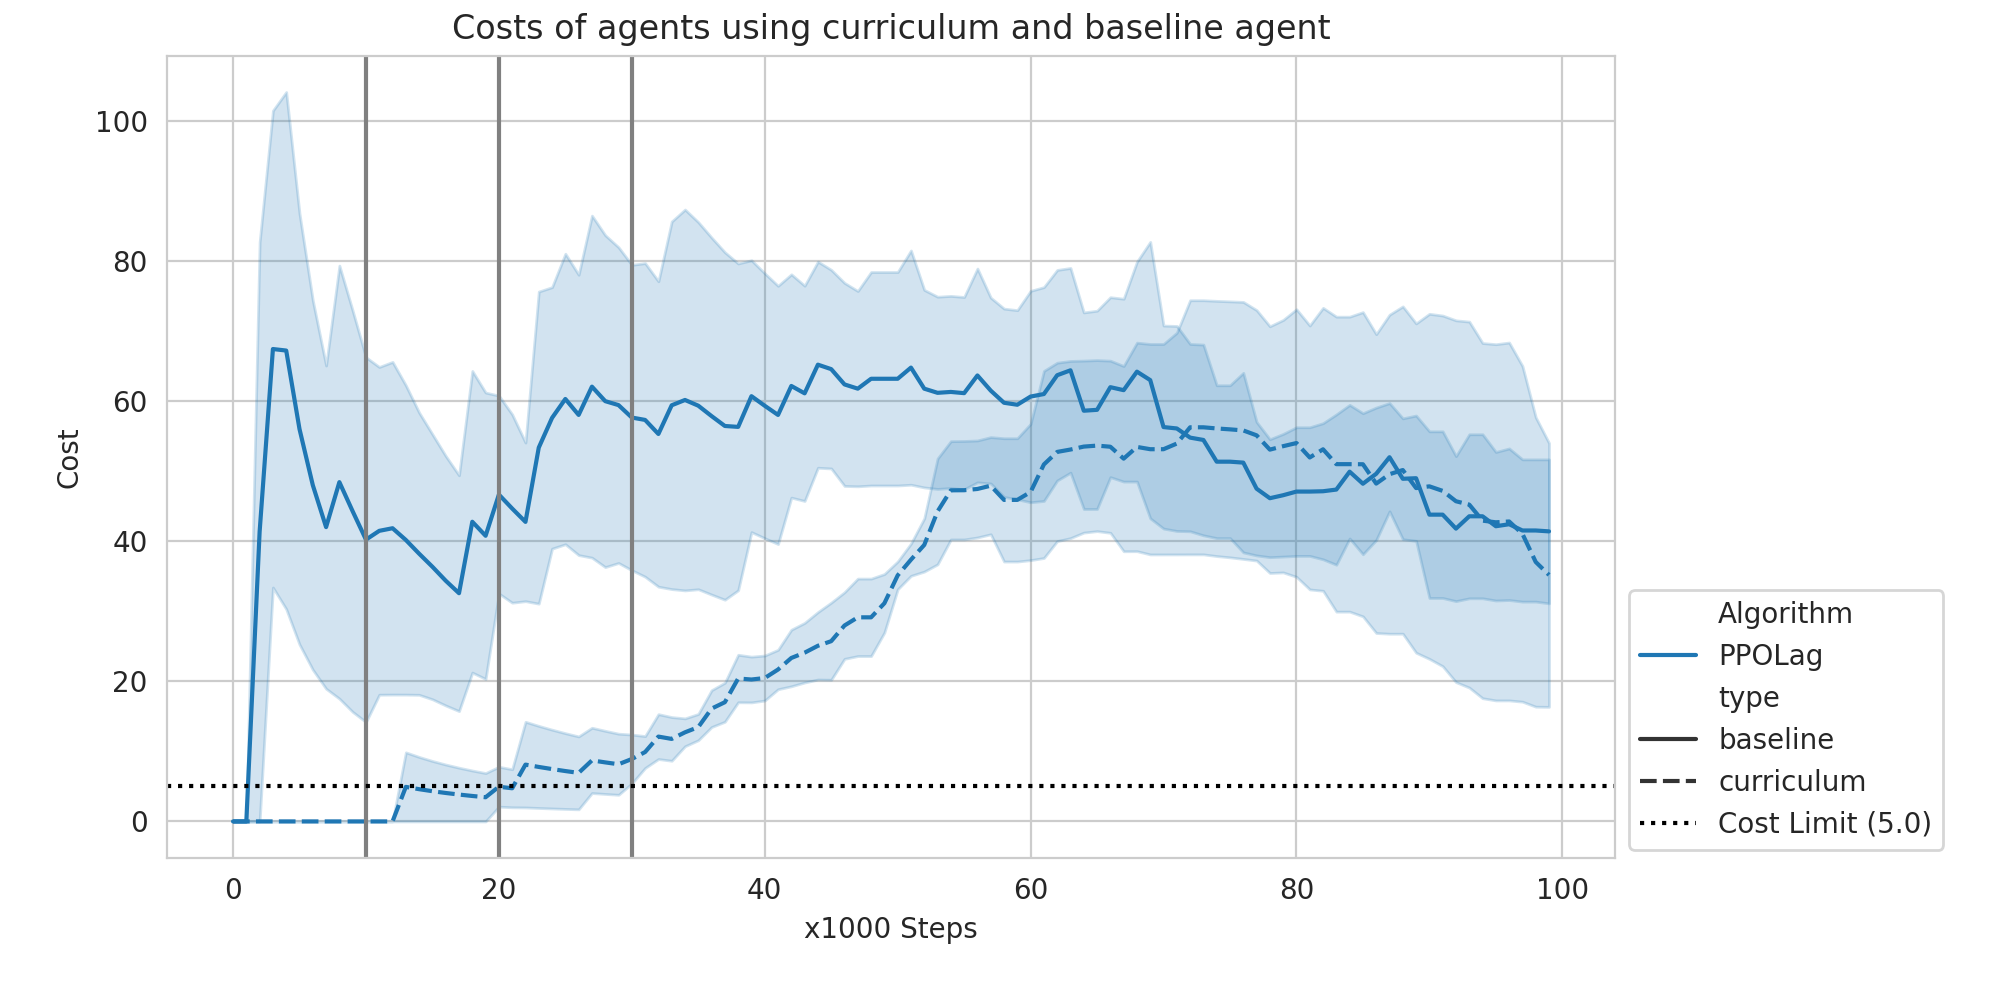 Costs of agents using curriculum and baseline agent
100
80
60
40
20
0
Cost
0 20 40 60 80 100
x1000 Steps
Algorithm
PPOLag
type
baseline
curriculum
Cost Limit (5.0)